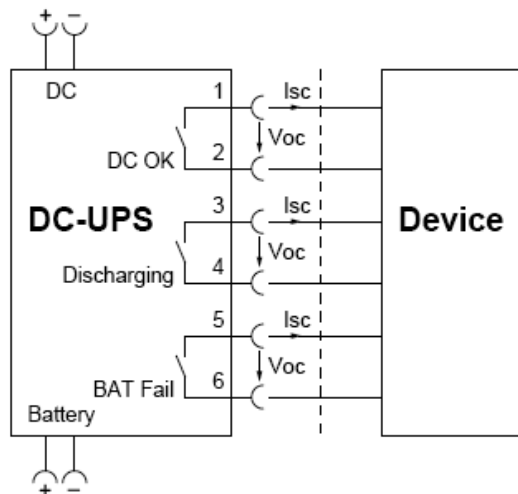 + −
DC
1 Isc
Voc
DC OK 2
DC-UPS Device
3 Isc
Voc
Discharging 4
5 Isc
Voc
BAT Fail 6
Battery
+ −